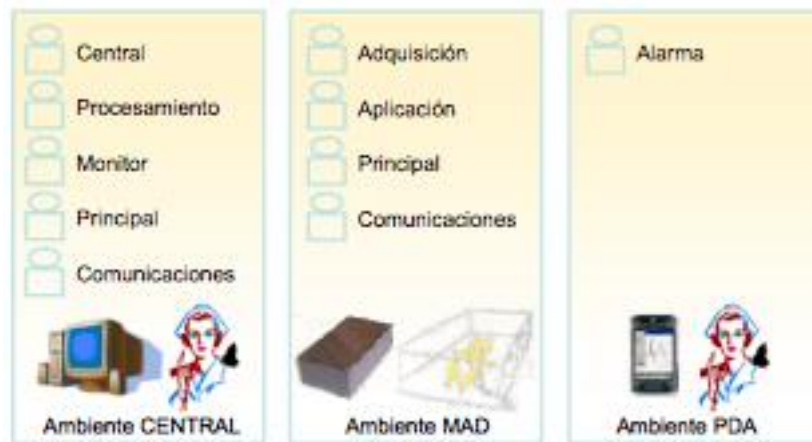 Central
Procesamiento
Monitor
Principal
Comunicaciones
Ambiente CENTRAL
Adquisición
Aplicación
Principal
Comunicaciones
Ambiente MAD
Alarma
Ambiente PDA